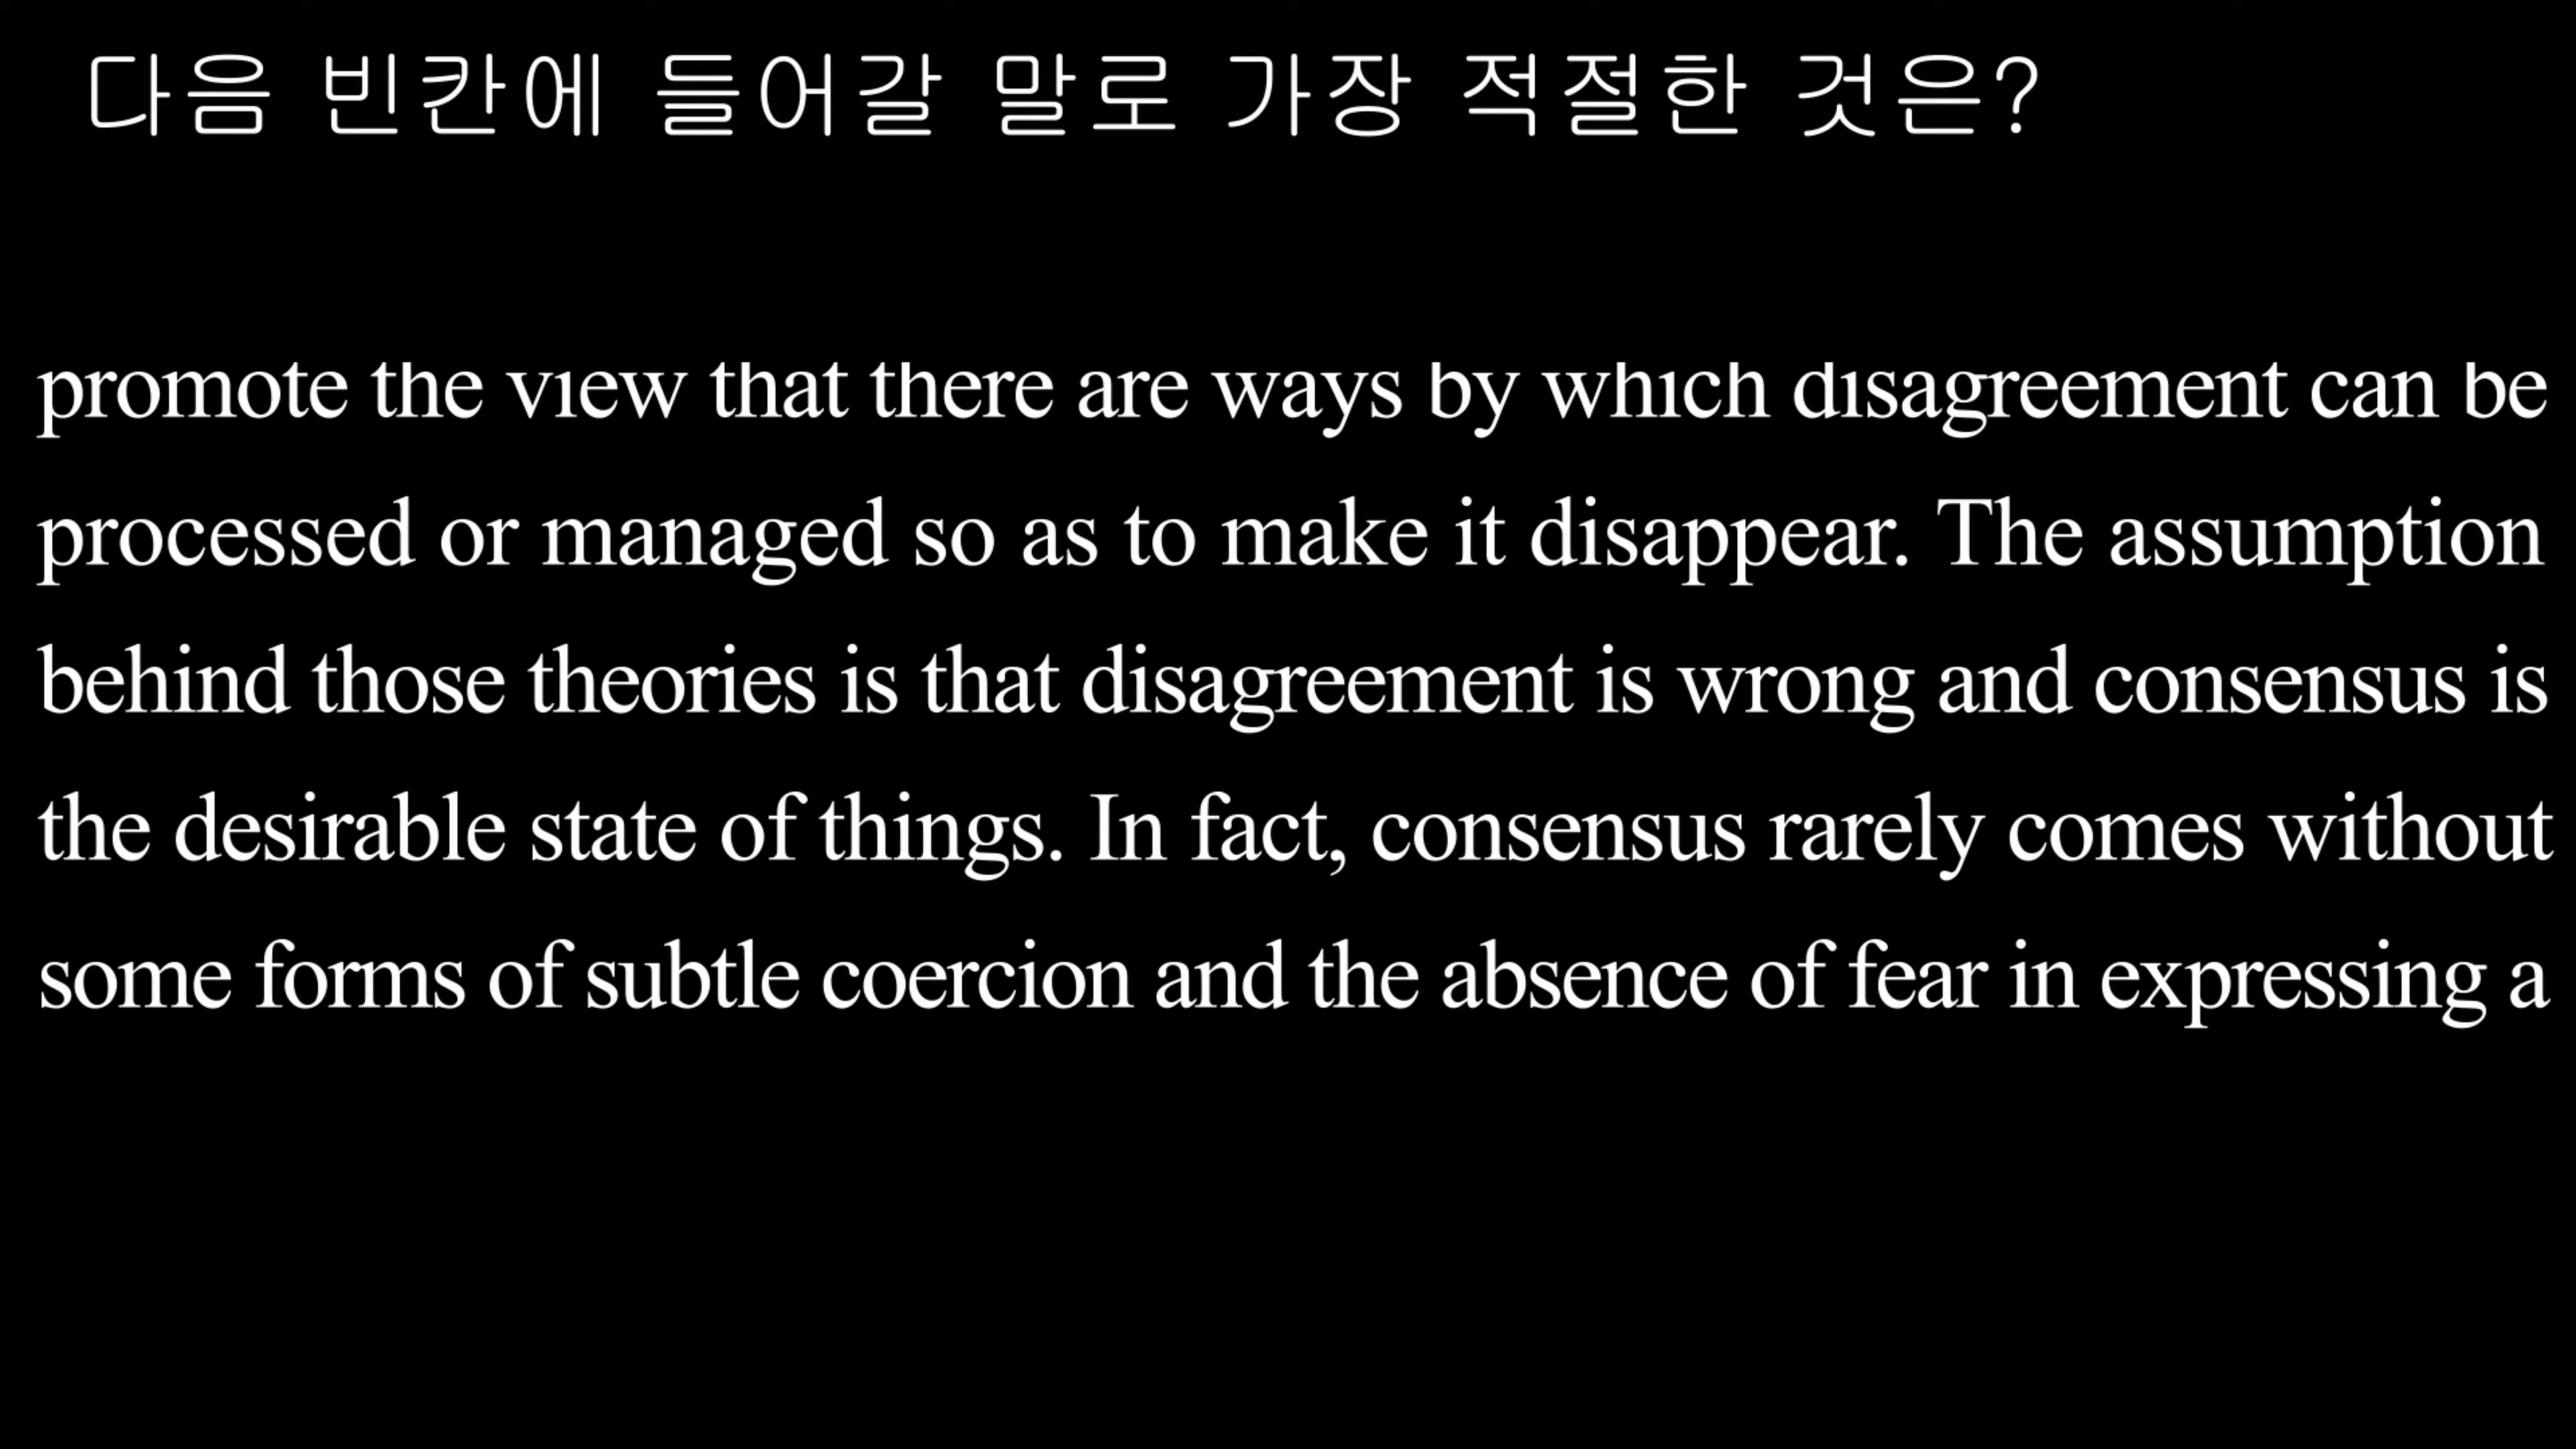 다음 빈칸에 들어갈 말로 가장 적절한 것은?
promote the view that there are ways by which disagreement can be
processed or managed so as to make it disappear. The assumption
behind those theories is that disagreement is wrong and consensus is
the desirable state of things. In fact, consensus rarely comes without
some forms of subtle coercion and the absence of fear in expressing a